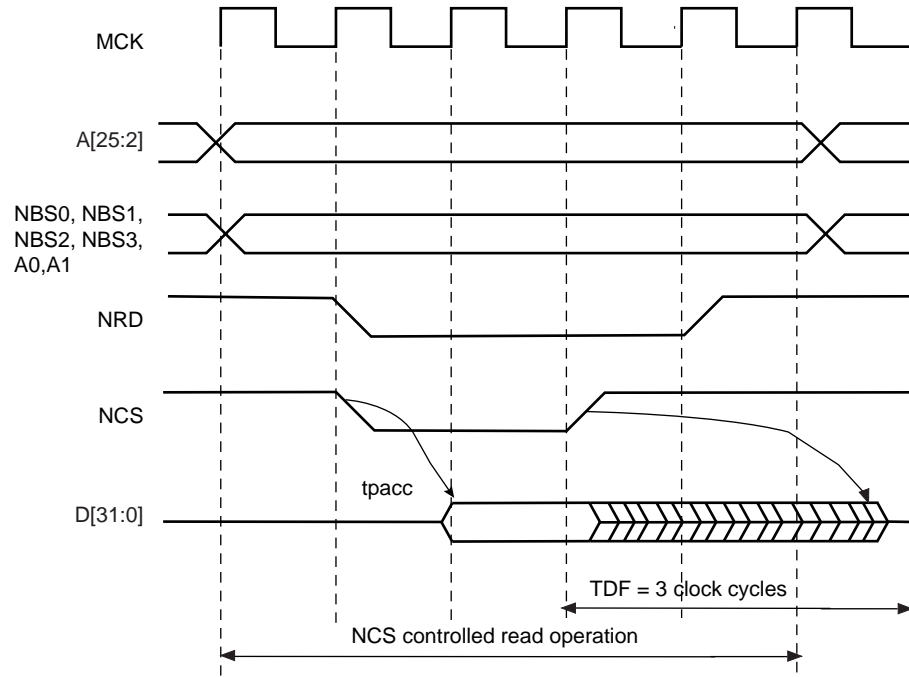 MCK
A[25:2]
NBS0, NBS1,
NBS2, NBS3,
A0,A1
NRD
NCS
tpacc
D[31:0]
TDF = 3 clock cycles
NCS controlled read operation